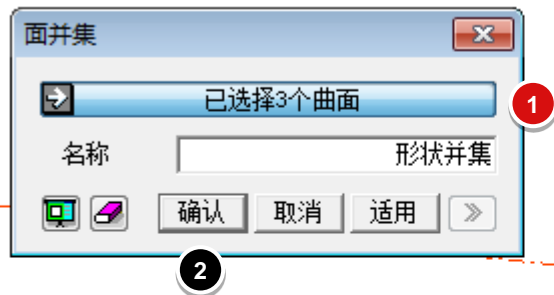 面并集
已选择3个曲面
1
名称 形状并集
确认 取消 适用
2